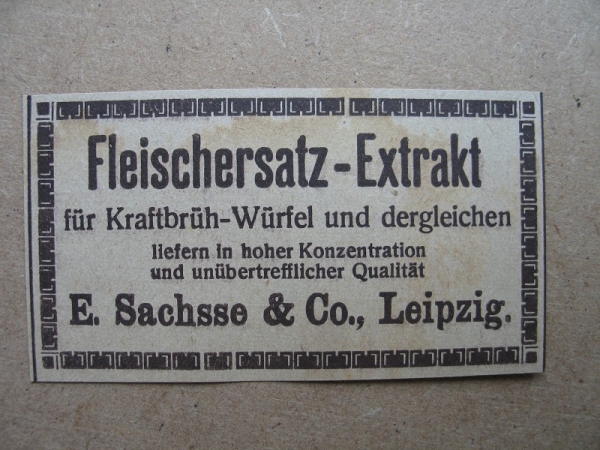 Fleischersatz-Extrakt
für Kraftbrüh-Würfel und dergleichen
liefern in hoher Konzentration
und unübertrefflicher Qualität
E. Sachsse & Co., Leipzig.